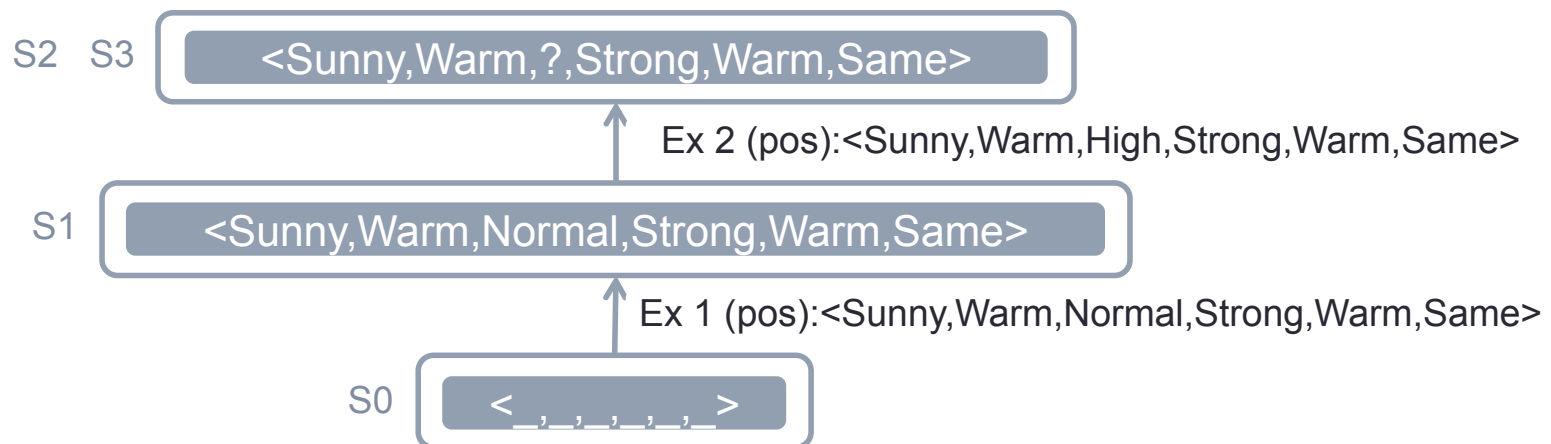 S2 S3 <Sunny,Warm,?,Strong,Warm,Same>
Ex 2 (pos):<Sunny,Warm,High,Strong,Warm,Same>
S1 <Sunny,Warm,Normal,Strong,Warm,Same>
Ex 1 (pos):<Sunny,Warm,Normal,Strong,Warm,Same>
S0 <_,_,_,_,_,_>